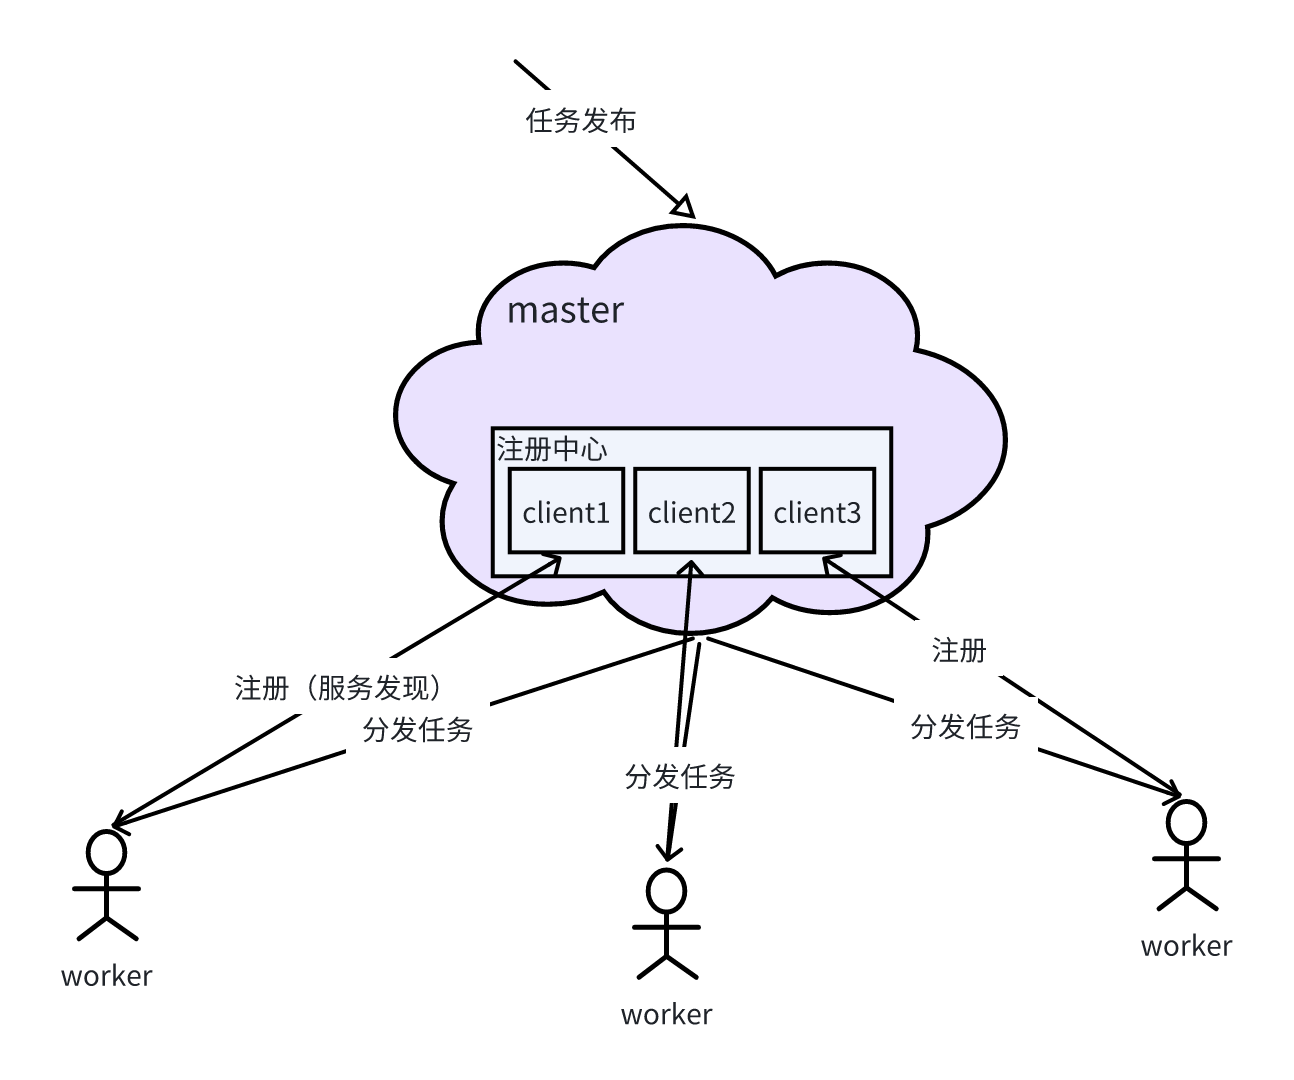 任务发布
master
注册中心
client1
client2
client3
注册
注册（服务发现）
分发任务
分发任务
分发任务
worker
worker
worker